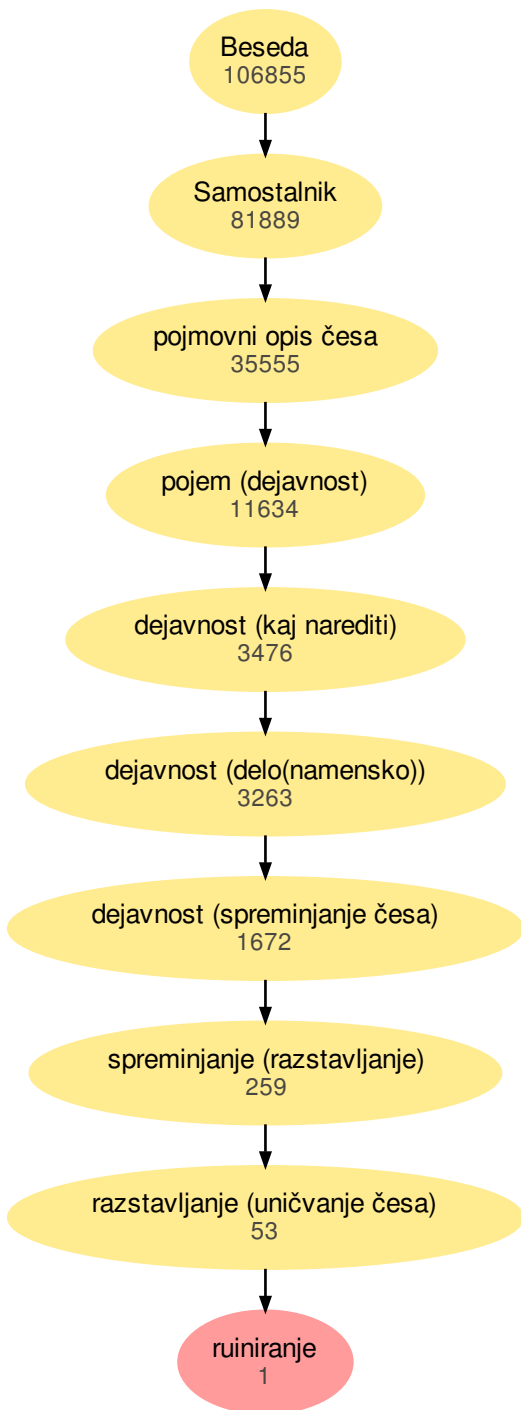 Beseda
106855
Samostalnik
81889
pojmovni opis česa
35555
pojem (dejavnost)
11634
dejavnost (kaj narediti)
3476
dejavnost (delo(namensko))
3263
dejavnost (spreminjanje česa)
1672
spreminjanje (razstavljanje)
259
razstavljanje (uničvanje česa)
53
ruiniranje
1